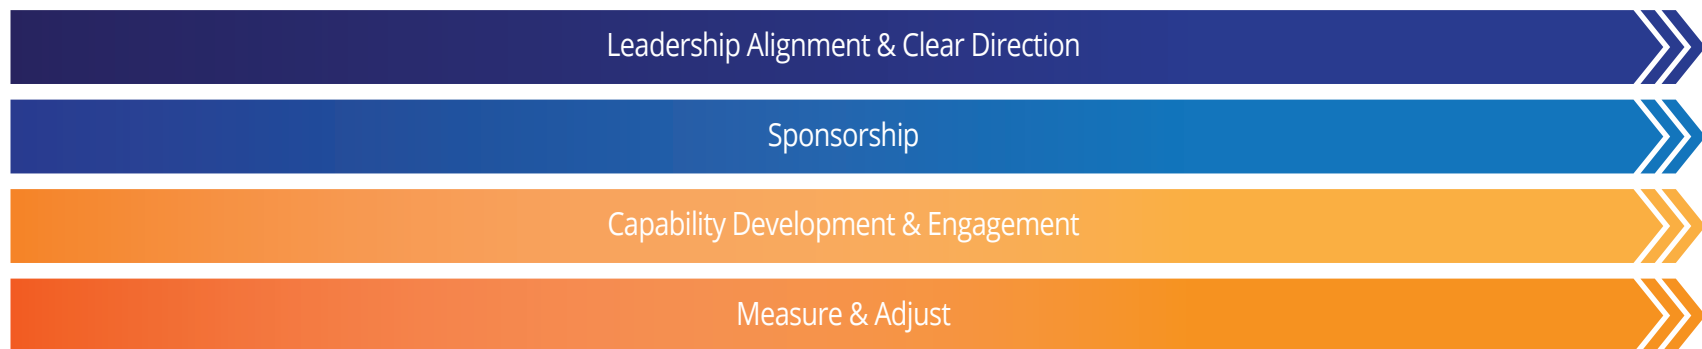 Leadership Alignment & Clear Direction
Sponsorship
Capability Development & Engagement
Measure & Adjust